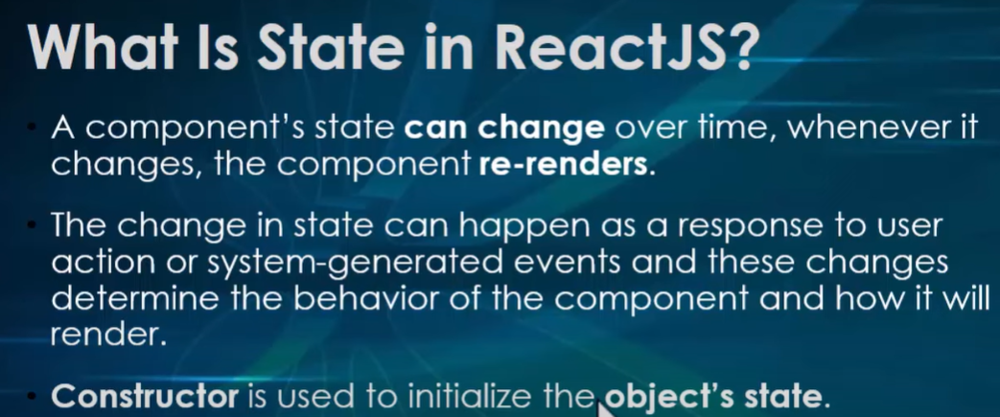 What Is State in ReactJS?
• A component’s state can change over time, whenever it
changes, the component re-renders.
• The change in state can happen as a response to user
action or system-generated events and these changes
determine the behavior of the component and how it will
render.
• Constructor is used to initialize the object’s state.